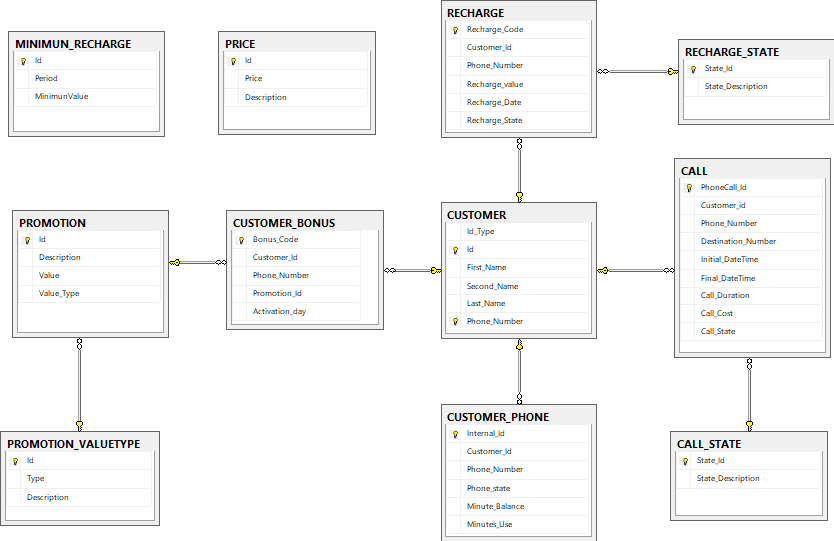 MINIMUN_RECHARGE
Id
Period
MinimunValue
PRICE
Id
Price
Description
RECHARGE
Recharge_Code
Customer_Id
Phone_Number
Recharge_value
Recharge_Date
Recharge_State
RECHARGE_STATE
State_Id
State_Description
PROMOTION
Id
Description
Value
Value_Type
CUSTOMER_BONUS
Bonus_Code
Customer_Id
Phone_Number
Promotion_Id
Activation_day
CUSTOMER
Id_Type
Id
First_Name
Second_Name
Last_Name
Phone_Number
CALL
PhoneCall_Id
Customer_id
Phone_Number
Destination_Number
Initial_DateTime
Final_DateTime
Call_Duration
Call_Cost
Call_State
PROMOTION_VALUETYPE
Id
Type
Description
CUSTOMER_PHONE
Internal_Id
Customer_Id
Phone_Number
Phone_state
Minute_Balance
Minutes_Use
CALL_STATE
State_Id
State_Description